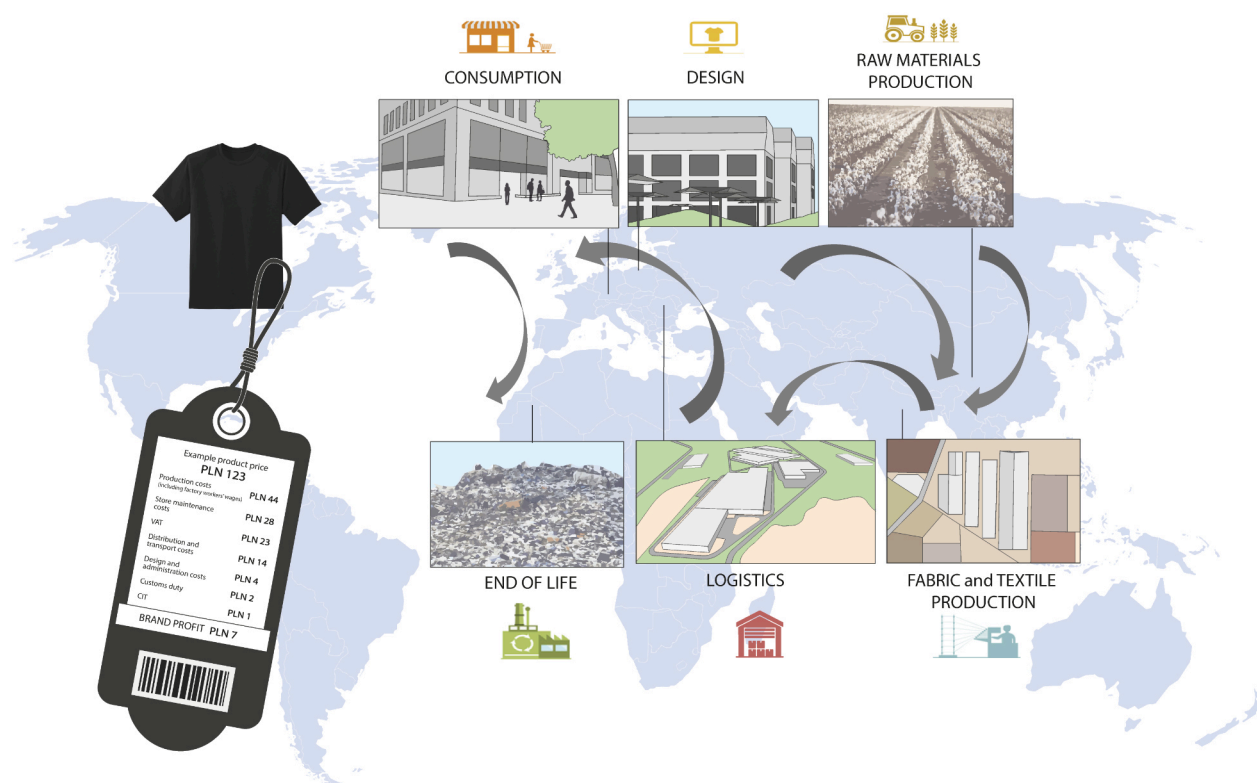 CONSUMPTION
DESIGN
RAW MATERIALS
PRODUCTION
Example product price
PLN 123
Production costs
(including factory workers' wages) PLN 44
Store maintenance
costs PLN 28
VAT PLN 23
Distribution and
transport costs PLN 14
Design and
administration costs PLN 4
Customs duty PLN 2
CIT PLN 1
BRAND PROFIT PLN 7
END OF LIFE
LOGISTICS
FABRIC and TEXTILE
PRODUCTION